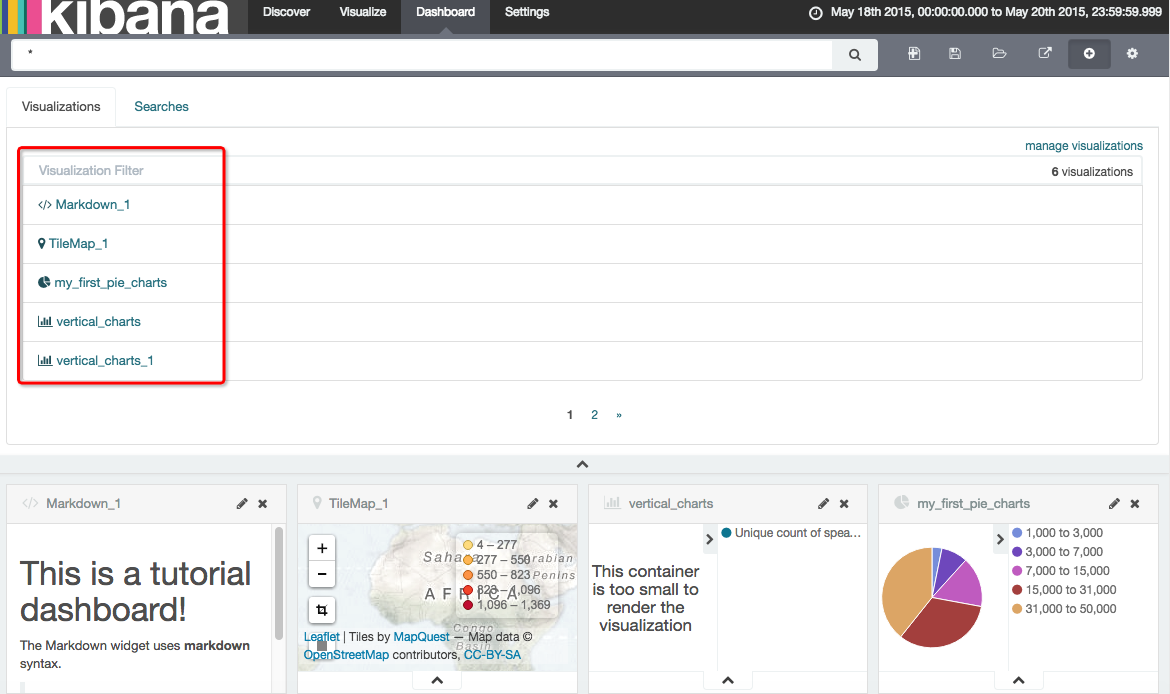 kibana
Discover Visualize Dashboard Settings May 18th 2015, 00:00:00.000 to May 20th 2015, 23:59:59.999
*
Visualizations Searches
manage visualizations
Visualization Filter 6 visualizations
</> Markdown_1
TileMap_1
my_first_pie_charts
vertical_charts
vertical_charts_1
1 2 »
</> Markdown_1
This is a tutorial
dashboard!
The Markdown widget uses markdown
syntax.
TileMap_1
+
−
Sahara
Arabian
Penins
AFRICA
Congo
Basin
4 – 277
277 – 550
550 – 823
823 – 1,096
1,096 – 1,369
Leaflet | Tiles by MapQuest — Map data ©
OpenStreetMap contributors, CC-BY-SA
vertical_charts
Unique count of spea...
This container
is too small to
render the
visualization
my_first_pie_charts
1,000 to 3,000
3,000 to 7,000
7,000 to 15,000
15,000 to 31,000
31,000 to 50,000